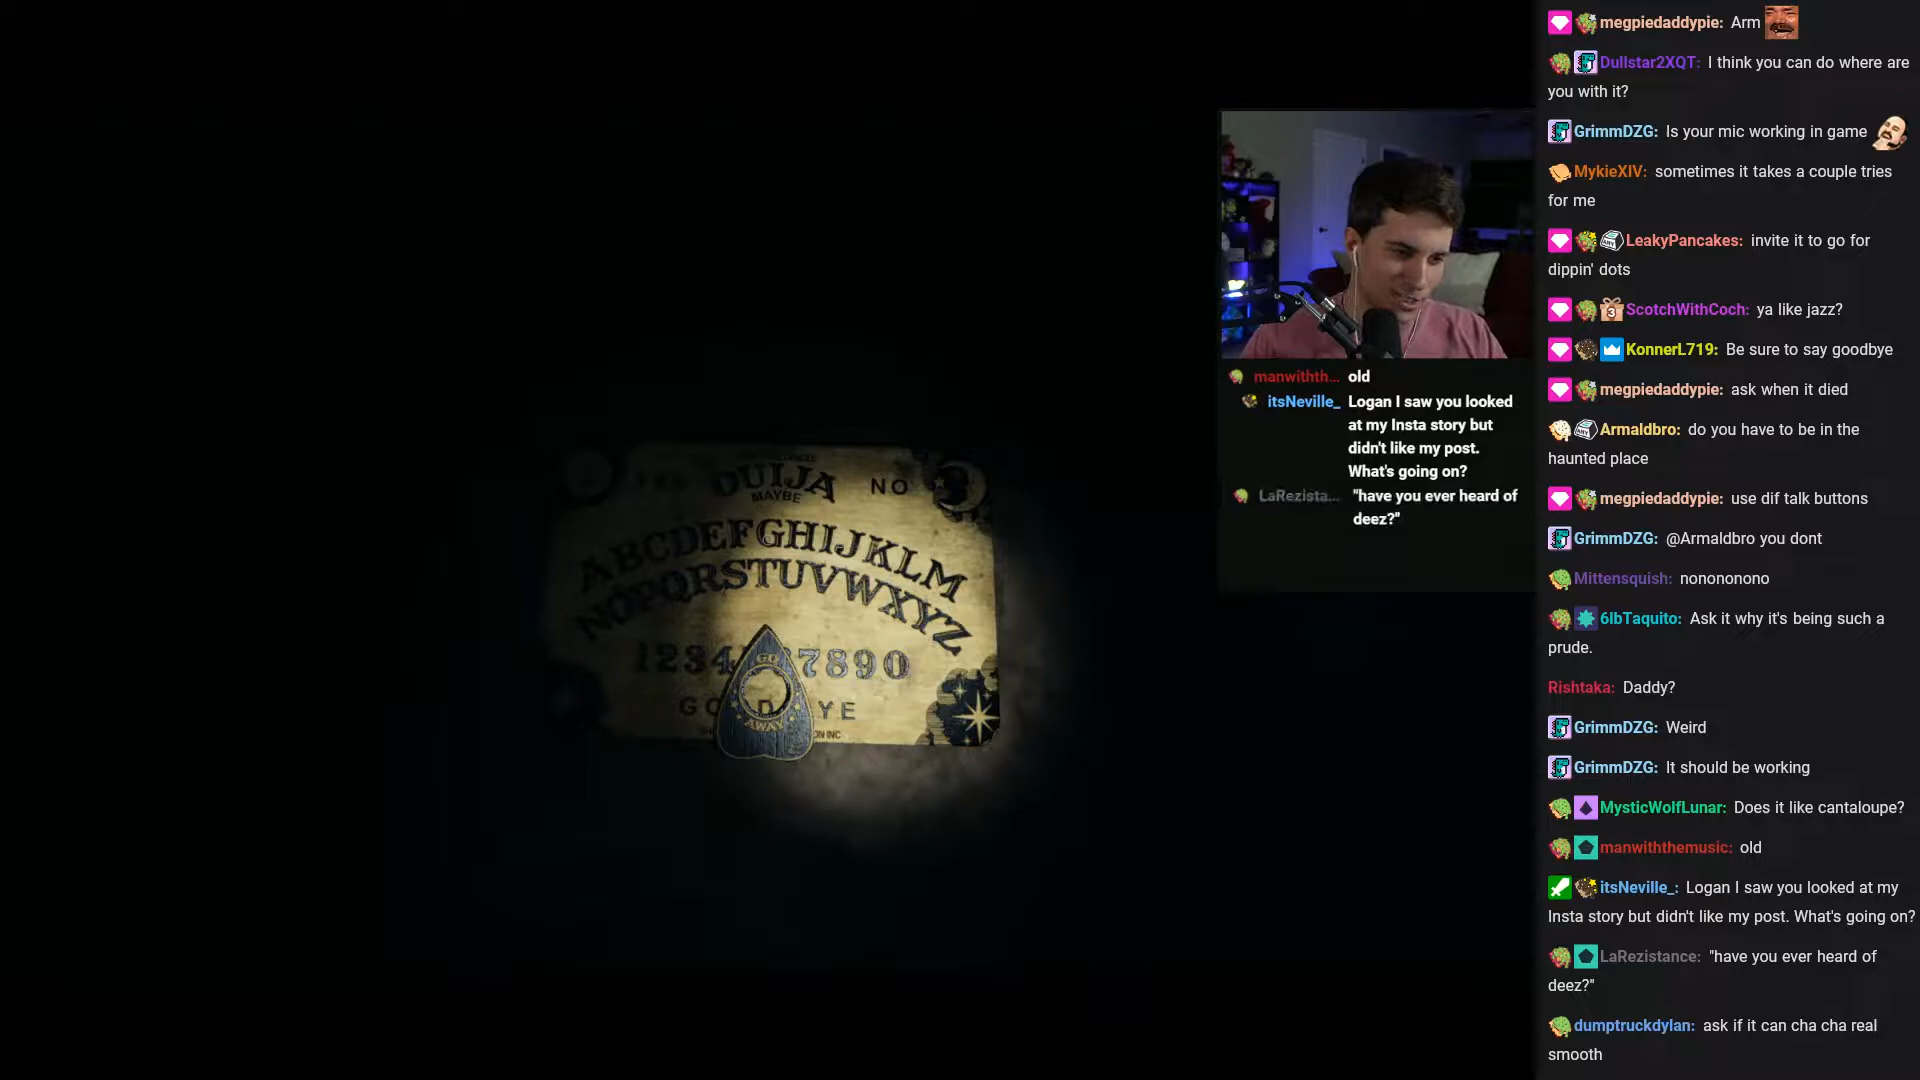 OUIJA
MAYBE
NO
ABCDEFGHIJKLM
NOPQRSTUVWXYZ
1234 7890
GO
GO D YE
AWAY
manwithth... old
itsNeville_ Logan I saw you looked
at my Insta story but
didn't like my post.
What's going on?
LaRezista... "have you ever heard of
deez?"
megpiedaddypie: Arm
Dullstar2XQT: I think you can do where are
you with it?
GrimmDZG: Is your mic working in game
MykieXIV: sometimes it takes a couple tries
for me
LeakyPancakes: invite it to go for
dippin' dots
ScotchWithCoch: ya like jazz?
KonnerL719: Be sure to say goodbye
megpiedaddypie: ask when it died
Armaldbro: do you have to be in the
haunted place
megpiedaddypie: use dif talk buttons
GrimmDZG: @Armaldbro you dont
Mittensquish: nonononono
6lbTaquito: Ask it why it's being such a
prude.
Rishtaka: Daddy?
GrimmDZG: Weird
GrimmDZG: It should be working
MysticWolfLunar: Does it like cantaloupe?
manwiththemusic: old
itsNeville_: Logan I saw you looked at my
Insta story but didn't like my post. What's going on?
LaRezistance: "have you ever heard of
deez?"
dumptruckdylan: ask if it can cha cha real
smooth